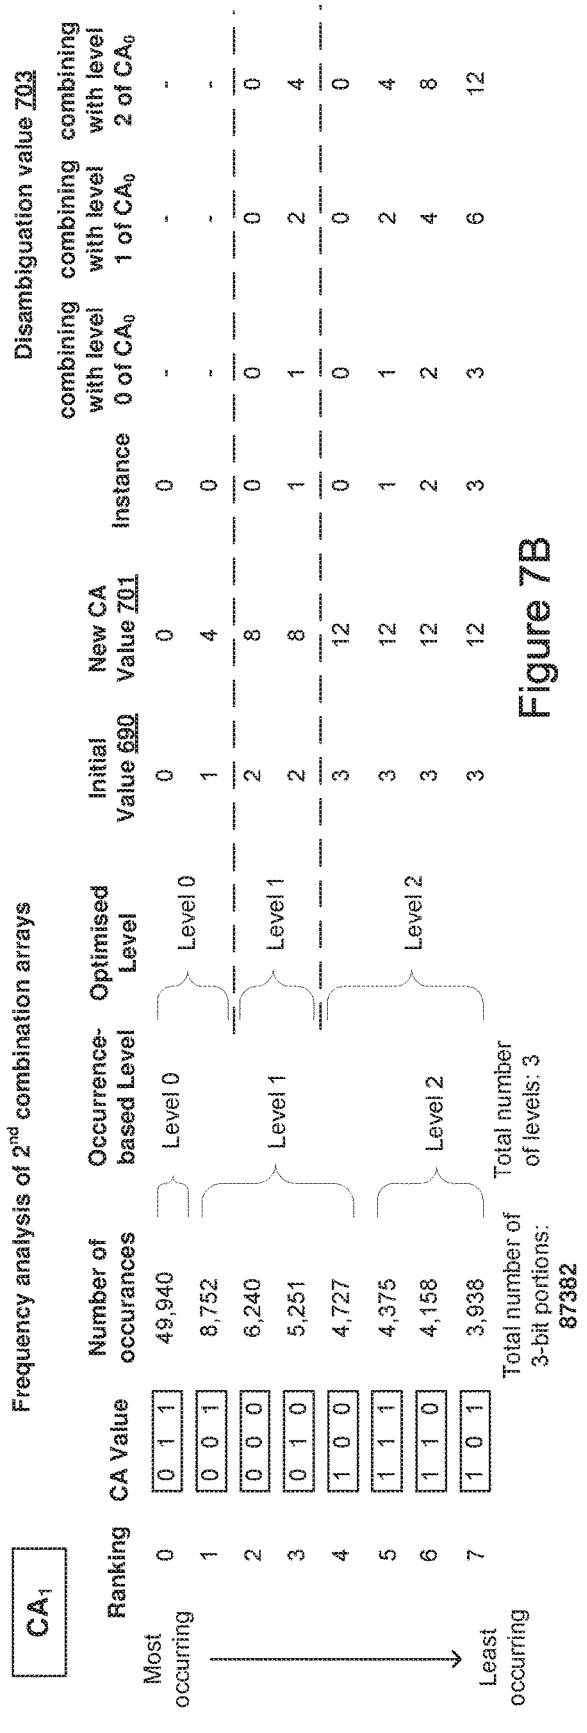 CA₁
Frequency analysis of 2nd combination arrays
Disambiguation value 703
Ranking CA Value Number of occurances Occurrence-based Level Optimised Level Initial Value 690 New CA Value 701 Instance combining with level 0 of CA₀ combining with level 1 of CA₀ combining with level 2 of CA₀
Most occurring
0 0 1 1 49,940 Level 0 Level 0 0 0 0 - - -
1 0 0 1 8,752 1 4 0 - - -
2 0 0 0 6,240 Level 1 Level 1 2 8 0 0 0 0
3 0 1 0 5,251 2 8 1 1 2 4
4 1 0 0 4,727 3 12 0 0 0 0
5 1 1 1 4,375 Level 2 Level 2 3 12 1 1 2 4
6 1 1 0 4,158 3 12 2 2 4 8
7 1 0 1 3,938 3 12 3 3 6 12
Least occurring
Total number of 3-bit portions: 87382
Total number of levels: 3
Figure 7B